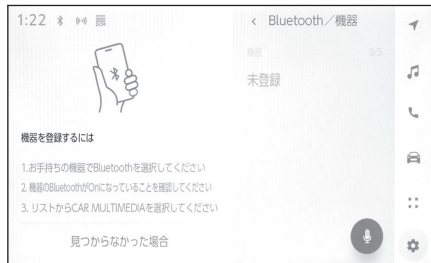 1:22
< Bluetooth／機器
機器 0/5
未登録
機器を登録するには
1.お手持ちの機器でBluetoothを選択してください
2. 機器のBluetoothがOnになっていることを確認してください
3. リストからCAR MULTIMEDIAを選択してください
見つからなかった場合